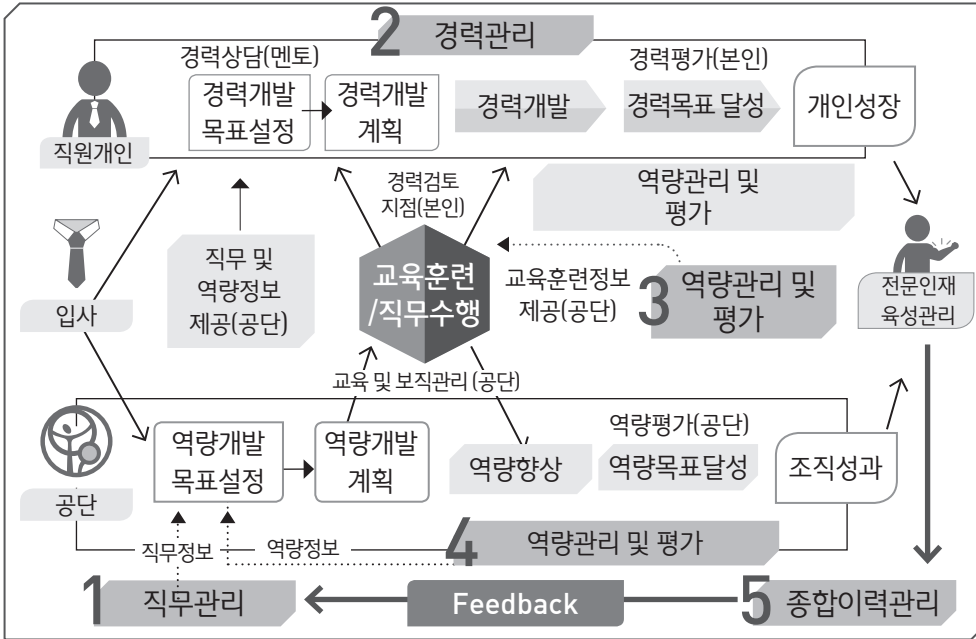 2 경력관리
경력상담(멘토)
경력평가(본인)
직원개인
경력개발
목표설정
경력개발
계획
경력개발
경력목표 달성
개인성장
경력검토
지점(본인)
역량관리 및
평가
입사
직무 및
역량정보
제공(공단)
교육훈련
/직무수행
교육훈련정보
제공(공단)
3 역량관리 및
평가
전문인재
육성관리
교육 및 보직관리 (공단)
공단
역량개발
목표설정
역량개발
계획
역량향상
역량평가(공단)
역량목표달성
조직성과
직무정보
역량정보
4 역량관리 및 평가
1 직무관리
Feedback
5 종합이력관리